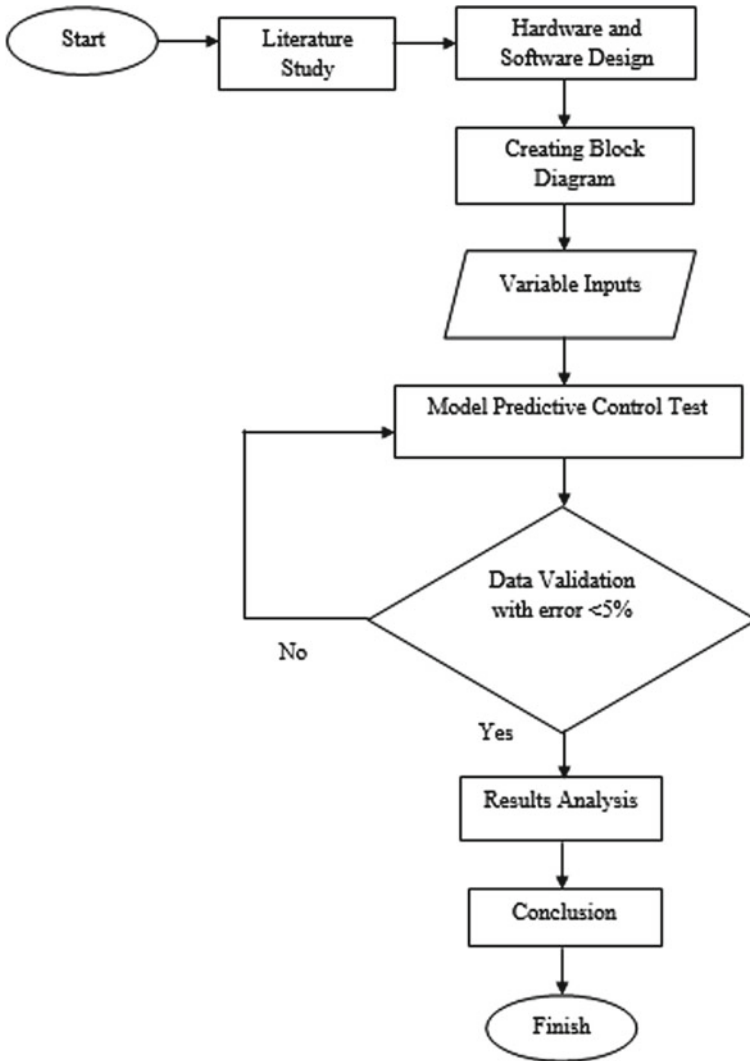 Start
Literature
Study
Hardware and
Software Design
Creating Block
Diagram
Variable Inputs
Model Predictive Control Test
Data Validation
with error <5%
No
Yes
Results Analysis
Conclusion
Finish